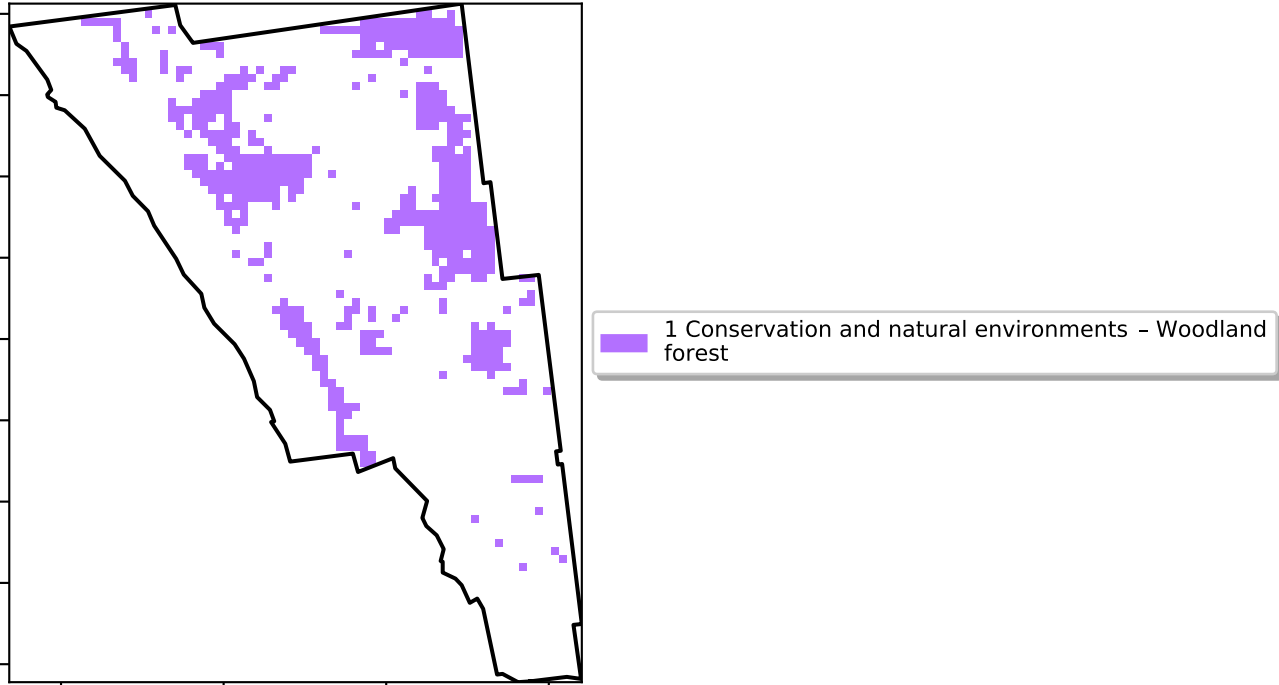 1 Conservation and natural environments – Woodland
forest